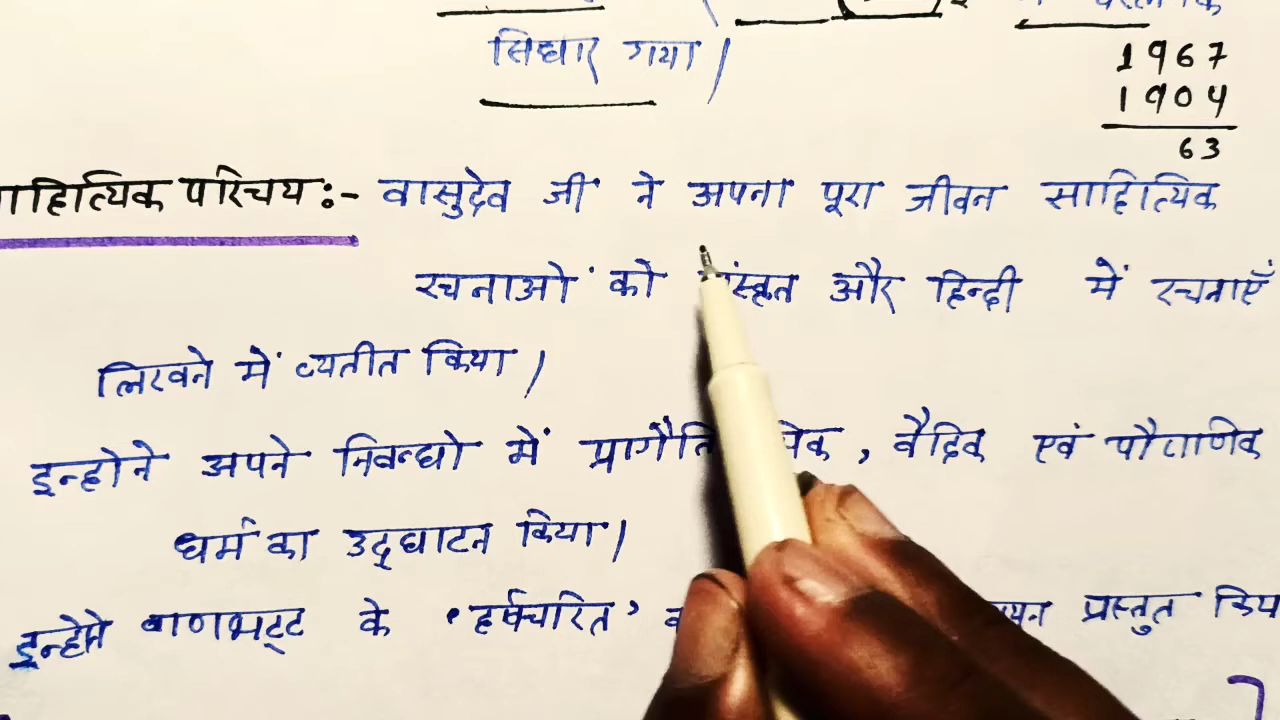 सिधार गया।
1967
1904
63
साहित्यिक परिचय:- वासुदेव जी ने अपना पूरा जीवन साहित्यिक
रचनाओं को संस्कृत और हिन्दी में रचनाएँ
लिखने में व्यतीत किया।
इन्होने अपने निबन्धो में , वैदिक एवं पौराणिक
धर्म का उद्घाटन किया।
इन्होने बाणभट्ट के 'हर्षचरित' प्रस्तुत किय